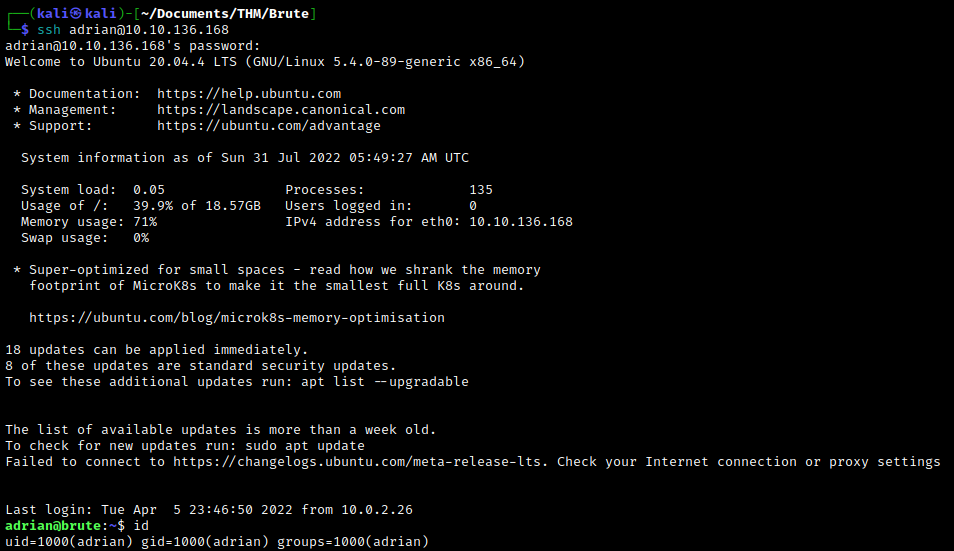 ┌──(kali㉿kali)-[~/Documents/THM/Brute]
└─$ ssh adrian@10.10.136.168
adrian@10.10.136.168's password:
Welcome to Ubuntu 20.04.4 LTS (GNU/Linux 5.4.0-89-generic x86_64)
* Documentation:  https://help.ubuntu.com
* Management:     https://landscape.canonical.com
* Support:        https://ubuntu.com/advantage
System information as of Sun 31 Jul 2022 05:49:27 AM UTC
System load:  0.05               Processes:             135
Usage of /:   39.9% of 18.57GB   Users logged in:       0
Memory usage: 71%                IPv4 address for eth0: 10.10.136.168
Swap usage:   0%
* Super-optimized for small spaces - read how we shrank the memory
footprint of MicroK8s to make it the smallest full K8s around.
https://ubuntu.com/blog/microk8s-memory-optimisation
18 updates can be applied immediately.
8 of these updates are standard security updates.
To see these additional updates run: apt list --upgradable
The list of available updates is more than a week old.
To check for new updates run: sudo apt update
Failed to connect to https://changelogs.ubuntu.com/meta-release-lts. Check your Internet connection or proxy settings
Last login: Tue Apr  5 23:46:50 2022 from 10.0.2.26
adrian@brute:~$ id
uid=1000(adrian) gid=1000(adrian) groups=1000(adrian)